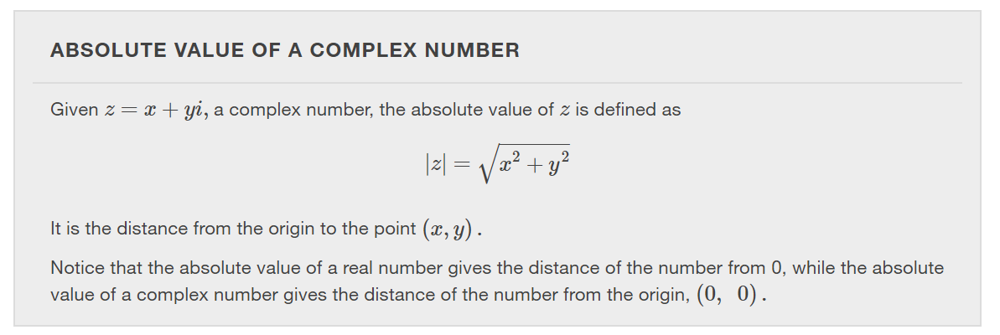 ABSOLUTE VALUE OF A COMPLEX NUMBER
Given z = x + yi, a complex number, the absolute value of z is defined as
|z| = √(x² + y²)
It is the distance from the origin to the point (x, y) .
Notice that the absolute value of a real number gives the distance of the number from 0, while the absolute
value of a complex number gives the distance of the number from the origin, (0, 0) .